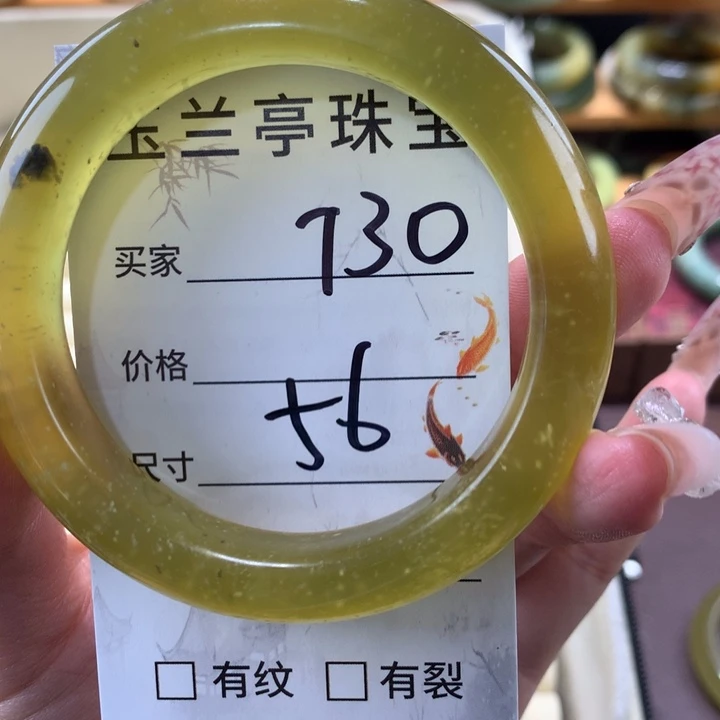 玉兰亭珠宝
买家 730
价格
56
尺寸
有纹 有裂